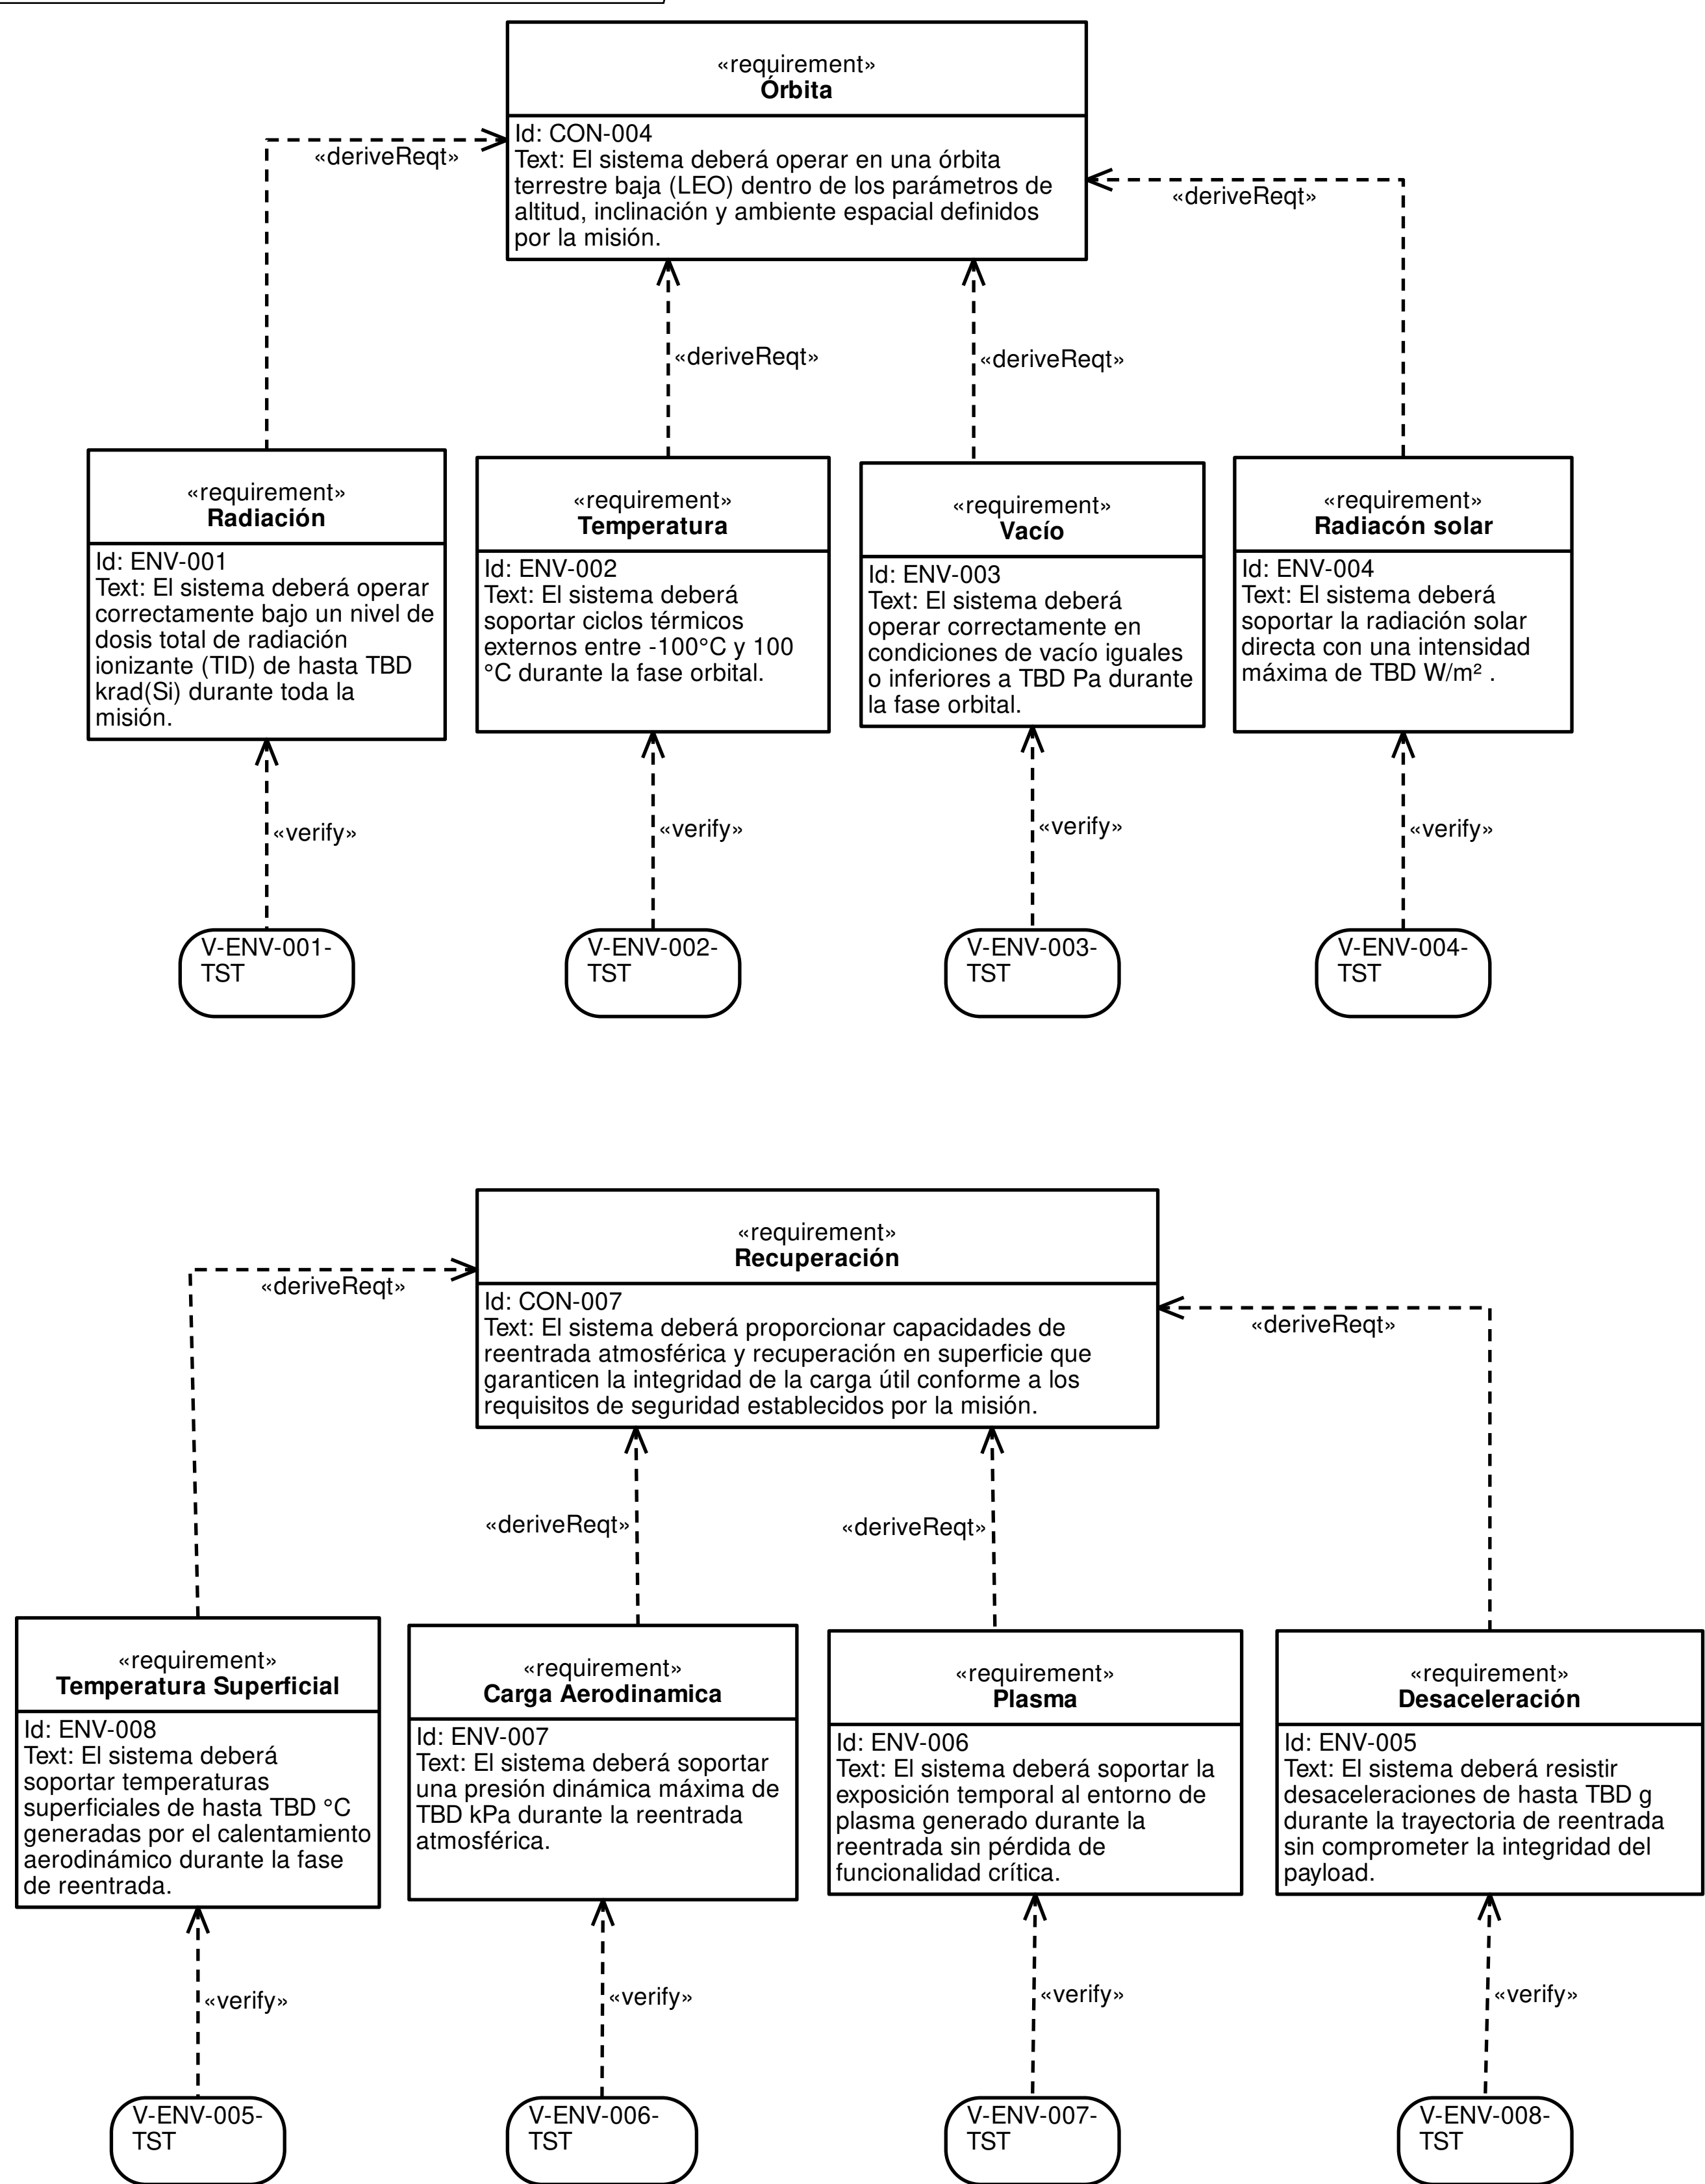 «requirement»
Órbita
Id: CON-004
Text: El sistema deberá operar en una órbita
terrestre baja (LEO) dentro de los parámetros de
altitud, inclinación y ambiente espacial definidos
por la misión.
«deriveReqt»
«deriveReqt»
«deriveReqt»
«deriveReqt»
«requirement»
Radiación
Id: ENV-001
Text: El sistema deberá operar
correctamente bajo un nivel de
dosis total de radiación
ionizante (TID) de hasta TBD
krad(Si) durante toda la
misión.
«requirement»
Temperatura
Id: ENV-002
Text: El sistema deberá
soportar ciclos térmicos
externos entre -100°C y 100
°C durante la fase orbital.
«requirement»
Vacío
Id: ENV-003
Text: El sistema deberá
operar correctamente en
condiciones de vacío iguales
o inferiores a TBD Pa durante
la fase orbital.
«requirement»
Radiacón solar
Id: ENV-004
Text: El sistema deberá
soportar la radiación solar
directa con una intensidad
máxima de TBD W/m² .
«verify»
«verify»
«verify»
«verify»
V-ENV-001-
TST
V-ENV-002-
TST
V-ENV-003-
TST
V-ENV-004-
TST
«requirement»
Recuperación
Id: CON-007
Text: El sistema deberá proporcionar capacidades de
reentrada atmosférica y recuperación en superficie que
garanticen la integridad de la carga útil conforme a los
requisitos de seguridad establecidos por la misión.
«deriveReqt»
«deriveReqt»
«deriveReqt»
«deriveReqt»
«requirement»
Temperatura Superficial
Id: ENV-008
Text: El sistema deberá
soportar temperaturas
superficiales de hasta TBD °C
generadas por el calentamiento
aerodinámico durante la fase
de reentrada.
«requirement»
Carga Aerodinamica
Id: ENV-007
Text: El sistema deberá soportar
una presión dinámica máxima de
TBD kPa durante la reentrada
atmosférica.
«requirement»
Plasma
Id: ENV-006
Text: El sistema deberá soportar la
exposición temporal al entorno de
plasma generado durante la
reentrada sin pérdida de
funcionalidad crítica.
«requirement»
Desaceleración
Id: ENV-005
Text: El sistema deberá resistir
desaceleraciones de hasta TBD g
durante la trayectoria de reentrada
sin comprometer la integridad del
payload.
«verify»
«verify»
«verify»
«verify»
V-ENV-005-
TST
V-ENV-006-
TST
V-ENV-007-
TST
V-ENV-008-
TST